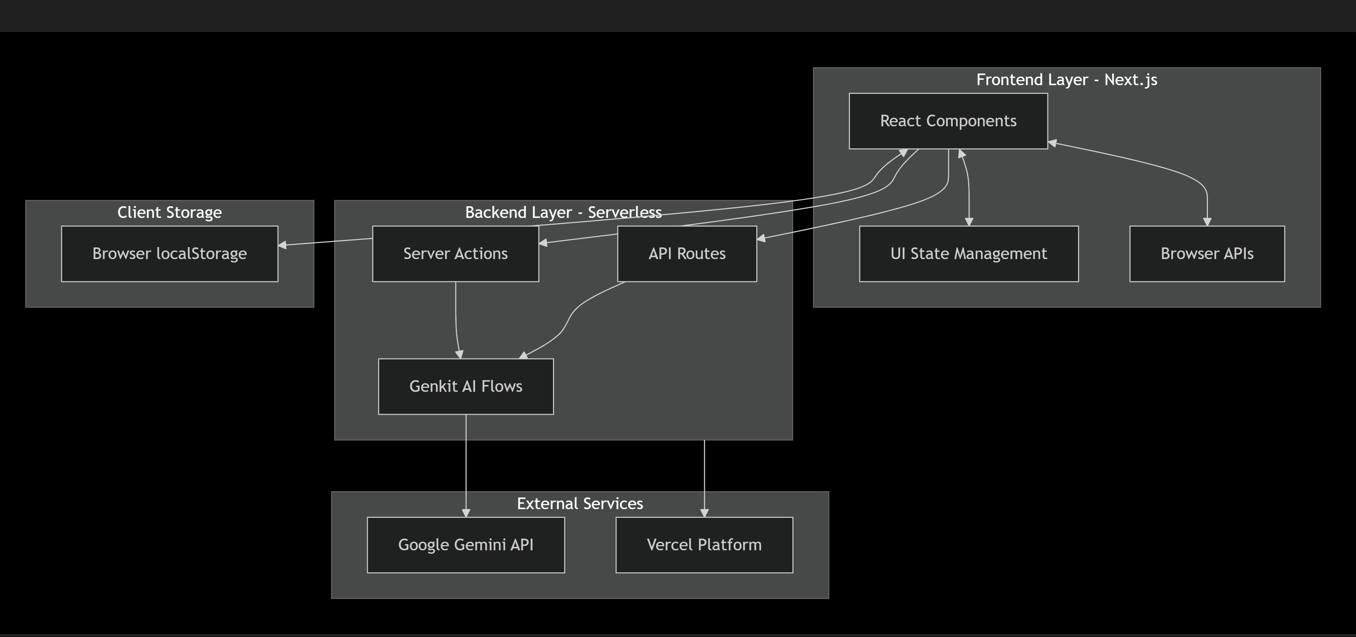 Frontend Layer - Next.js
React Components
Client Storage
Backend Layer - Serverless
Browser localStorage
Server Actions
API Routes
UI State Management
Browser APIs
Genkit AI Flows
External Services
Google Gemini API
Vercel Platform